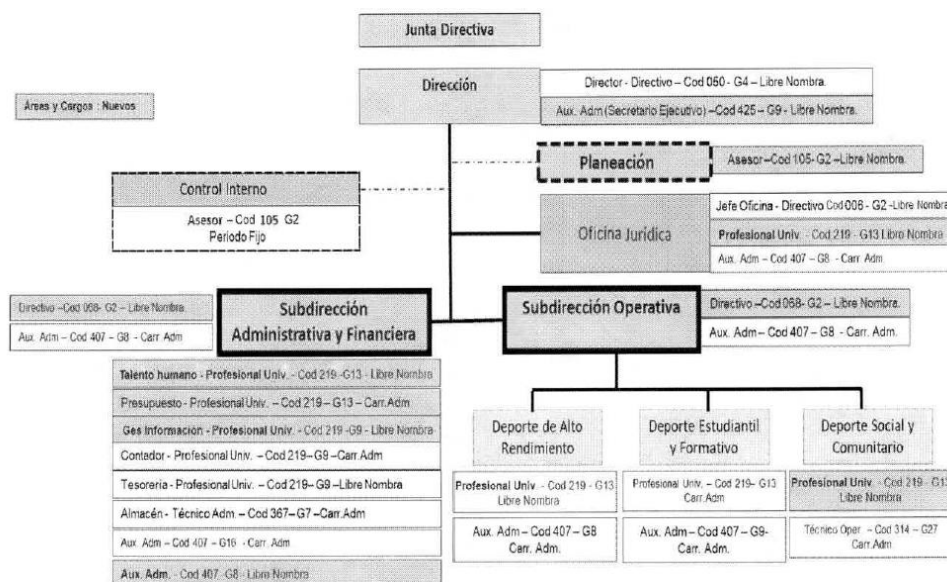 Junta Directiva
Dirección
Director - Directivo – Cod 050 - G4 – Libre Nombra.
Aux. Adm (Secretario Ejecutivo) –Cod 425 – G9 - Libre Nombra.
Áreas y Cargos : Nuevos
Planeación
Asesor –Cod 105- G2 –Libre Nombra.
Control Interno
Asesor – Cod 105 G2
Periodo Fijo
Oficina Jurídica
Jefe Oficina - Directivo Cod 006 - G2 -Libre Nombra
Profesional Univ. - Cod 219 - G13 Libro Nombra
Aux. Adm – Cod 407 – G8 - Carr. Adm
Directivo –Cod 068- G2 – Libre Nombra.
Aux. Adm – Cod 407 – G8 - Carr. Adm
Subdirección
Administrativa y Financiera
Subdirección Operativa
Directivo –Cod 068- G2 – Libre Nombra.
Aux. Adm – Cod 407 – G8 - Carr. Adm.
Talento humano - Profesional Univ. - Cod 219 -G13 - Libre Nombra
Presupuesto - Profesional Univ. - Cod 219 – G13 – Carr.Adm
Ges Información - Profesional Univ. - Cod 219 -G9 - Libre Nombra
Contador - Profesional Univ. – Cod 219 –G9 –Carr.Adm
Tesorería - Profesional Univ. – Cod 219– G9 –Libre Nombra
Almacén - Técnico Adm. – Cod 367– G7 –Carr.Adm
Aux. Adm – Cod 407 – G16 - Carr. Adm
Aux. Adm. - Cod 407 -G8 - Libre Nombra
Deporte de Alto
Rendimiento
Profesional Univ. - Cod 219 - G13
Libre Nombra
Aux. Adm – Cod 407 – G8
Carr. Adm.
Deporte Estudiantil
y Formativo
Profesional Univ. - Cod 219– G13
Carr.Adm
Aux. Adm – Cod 407 – G9-
Carr. Adm.
Deporte Social y
Comunitario
Profesional Univ. - Cod 219 - G13
Libre Nombra
Técnico Oper. – Cod 314 – G27
Carr.Adm